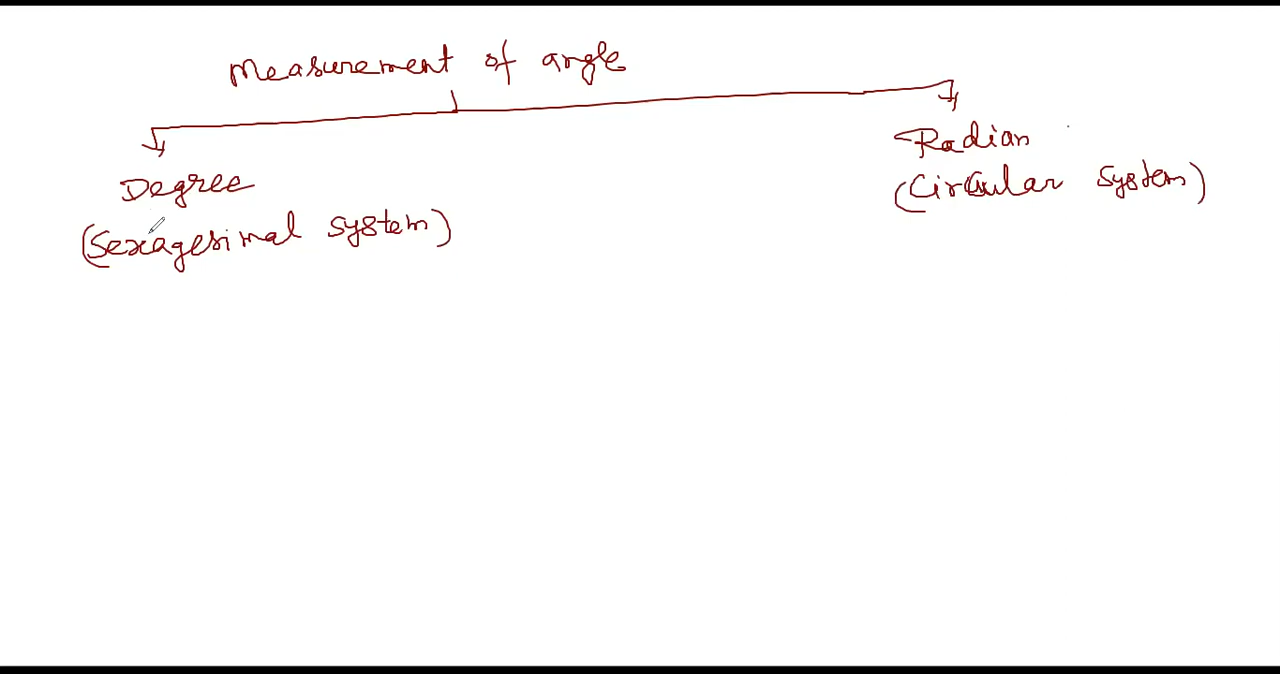 Measurement of angle
Degree
(Sexagesimal system)
Radian
(Circular system)